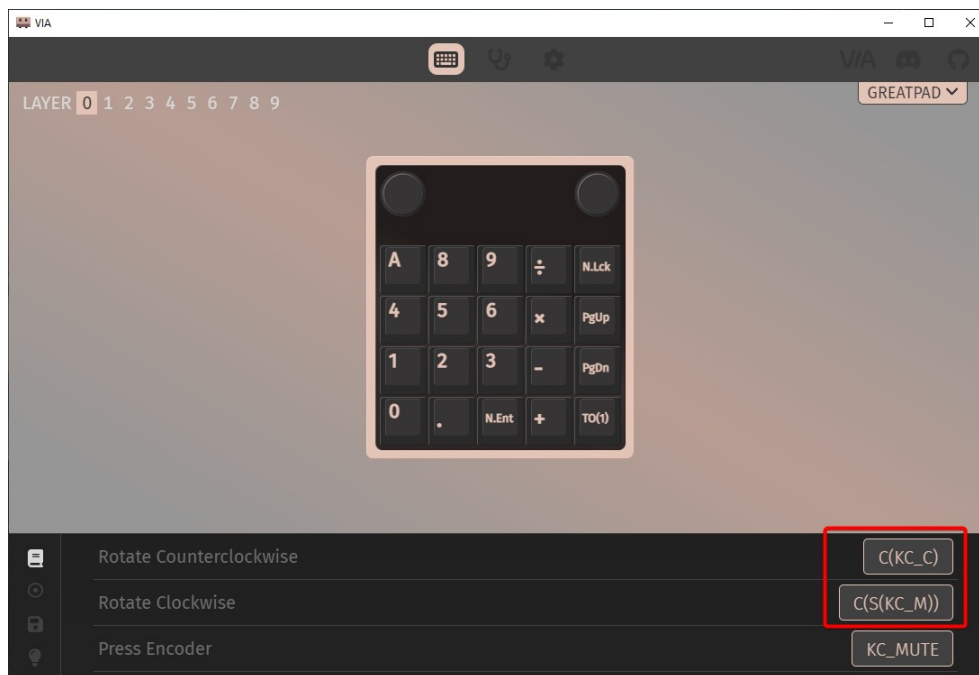 VIA
VIA
LAYER 0 1 2 3 4 5 6 7 8 9
GREATPAD
A 8 9 ÷ N.Lck
4 5 6 × PgUp
1 2 3 - PgDn
0 . N.Ent + TO(1)
Rotate Counterclockwise C(KC_C)
Rotate Clockwise C(S(KC_M))
Press Encoder KC_MUTE